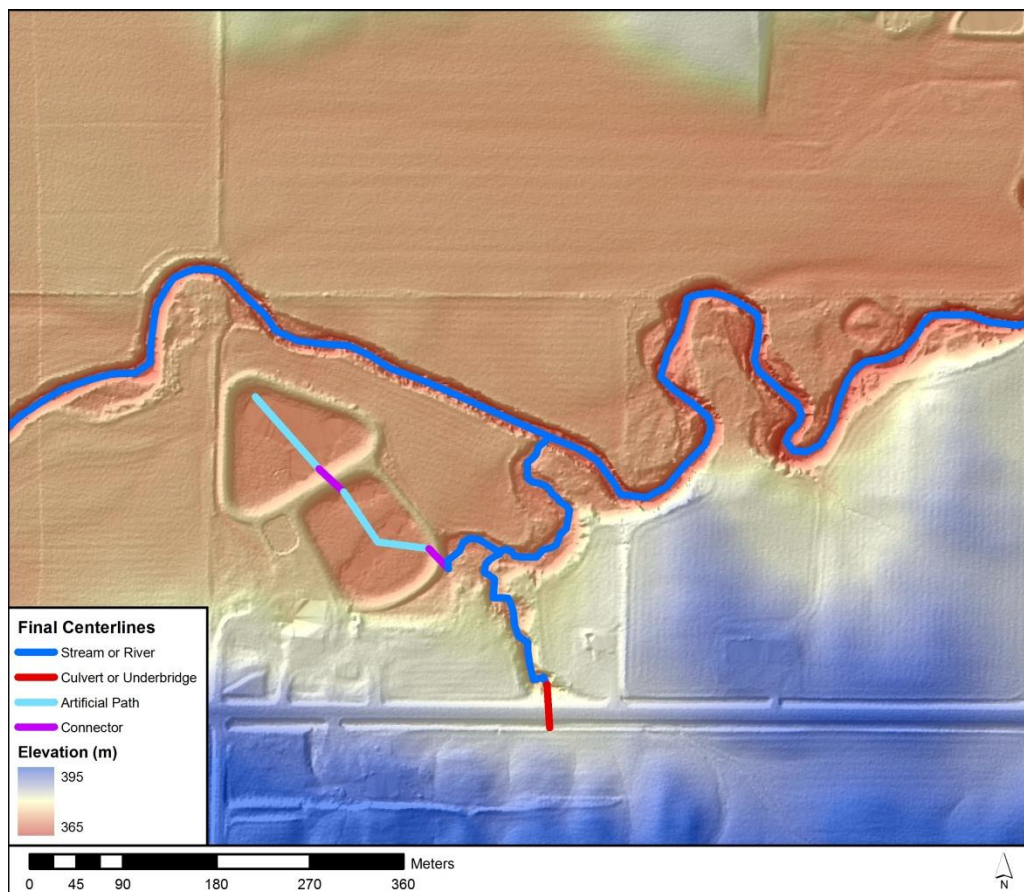 Final Centerlines
Stream or River
Culvert or Underbridge
Artificial Path
Connector
Elevation (m)
395
365
Meters
0 45 90 180 270 360
N